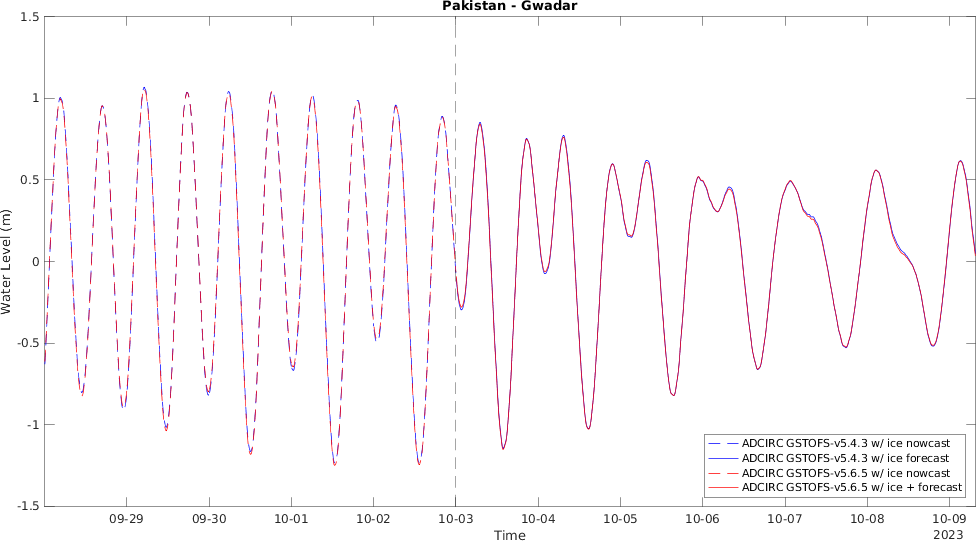 Pakistan - Gwadar
1.5
1
0.5
0
-0.5
-1
-1.5
Water Level (m)
ADCIRC GSTOFS-v5.4.3 w/ ice nowcast
ADCIRC GSTOFS-v5.4.3 w/ ice forecast
ADCIRC GSTOFS-v5.6.5 w/ ice nowcast
ADCIRC GSTOFS-v5.6.5 w/ ice + forecast
09-29 09-30 10-01 10-02 10-03 10-04 10-05 10-06 10-07 10-08 10-09
Time 2023